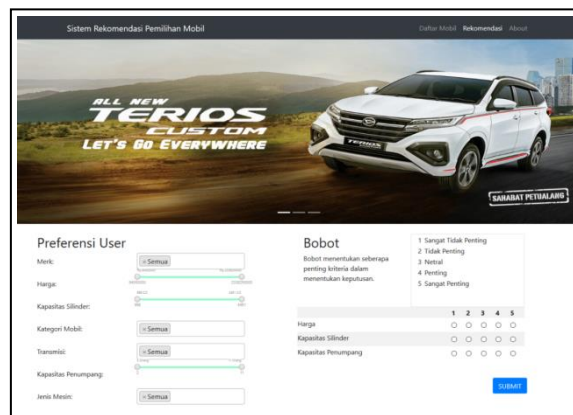 Sistem Rekomendasi Pemilihan Mobil
Daftar Mobil Rekomendasi About
ALL NEW
TERIOS
CUSTOM
LET'S GO EVERYWHERE
TERIOS
SAHABAT PETUALANG
Preferensi User
Merk:
× Semua
Harga:
Kapasitas Silinder:
Kategori Mobil:
× Semua
Transmisi:
× Semua
Kapasitas Penumpang:
Jenis Mesin:
× Semua
Bobot
Bobot menentukan seberapa
penting kriteria dalam
menentukan keputusan.
1 Sangat Tidak Penting
2 Tidak Penting
3 Netral
4 Penting
5 Sangat Penting
1 2 3 4 5
Harga
Kapasitas Silinder
Kapasitas Penumpang
SUBMIT